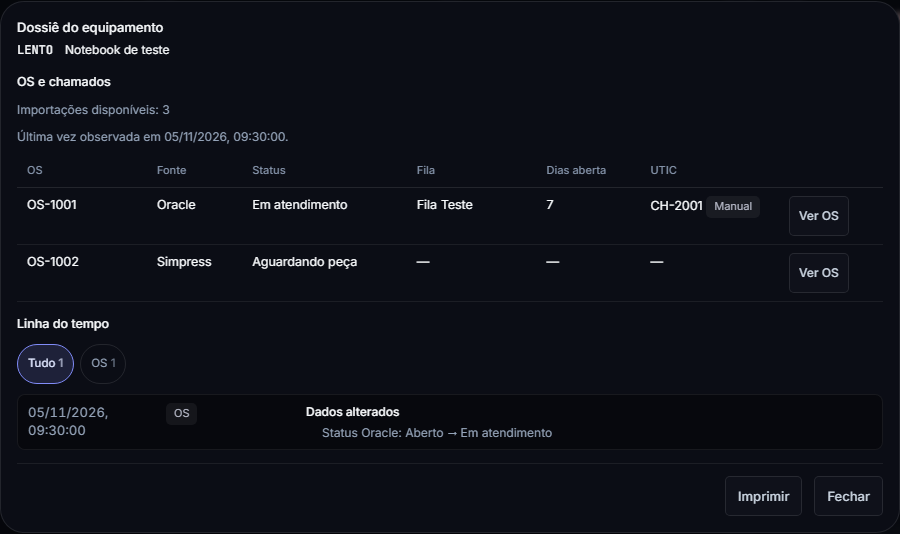 Dossiê do equipamento
LENTO Notebook de teste
OS e chamados
Importações disponíveis: 3
Última vez observada em 05/11/2026, 09:30:00.
OS Fonte Status Fila Dias aberta UTIC
OS-1001 Oracle Em atendimento Fila Teste 7 CH-2001 Manual Ver OS
OS-1002 Simpress Aguardando peça — — — Ver OS
Linha do tempo
Tudo 1 OS 1
05/11/2026, 09:30:00 OS Dados alterados
Status Oracle: Aberto → Em atendimento
Imprimir Fechar